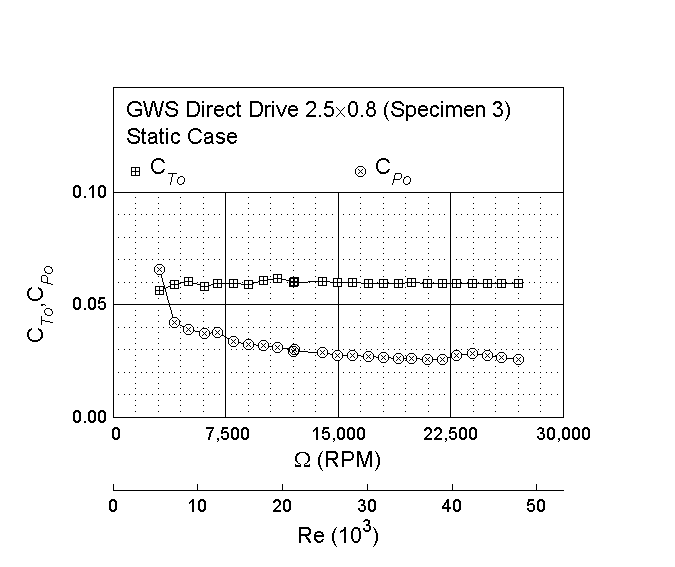 GWS Direct Drive 2.5×0.8 (Specimen 3)
Static Case
C_To C_Po
0.10
0.05
0.00
C_To, C_Po
0 7,500 15,000 22,500 30,000
Ω (RPM)
0 10 20 30 40 50
Re (10³)